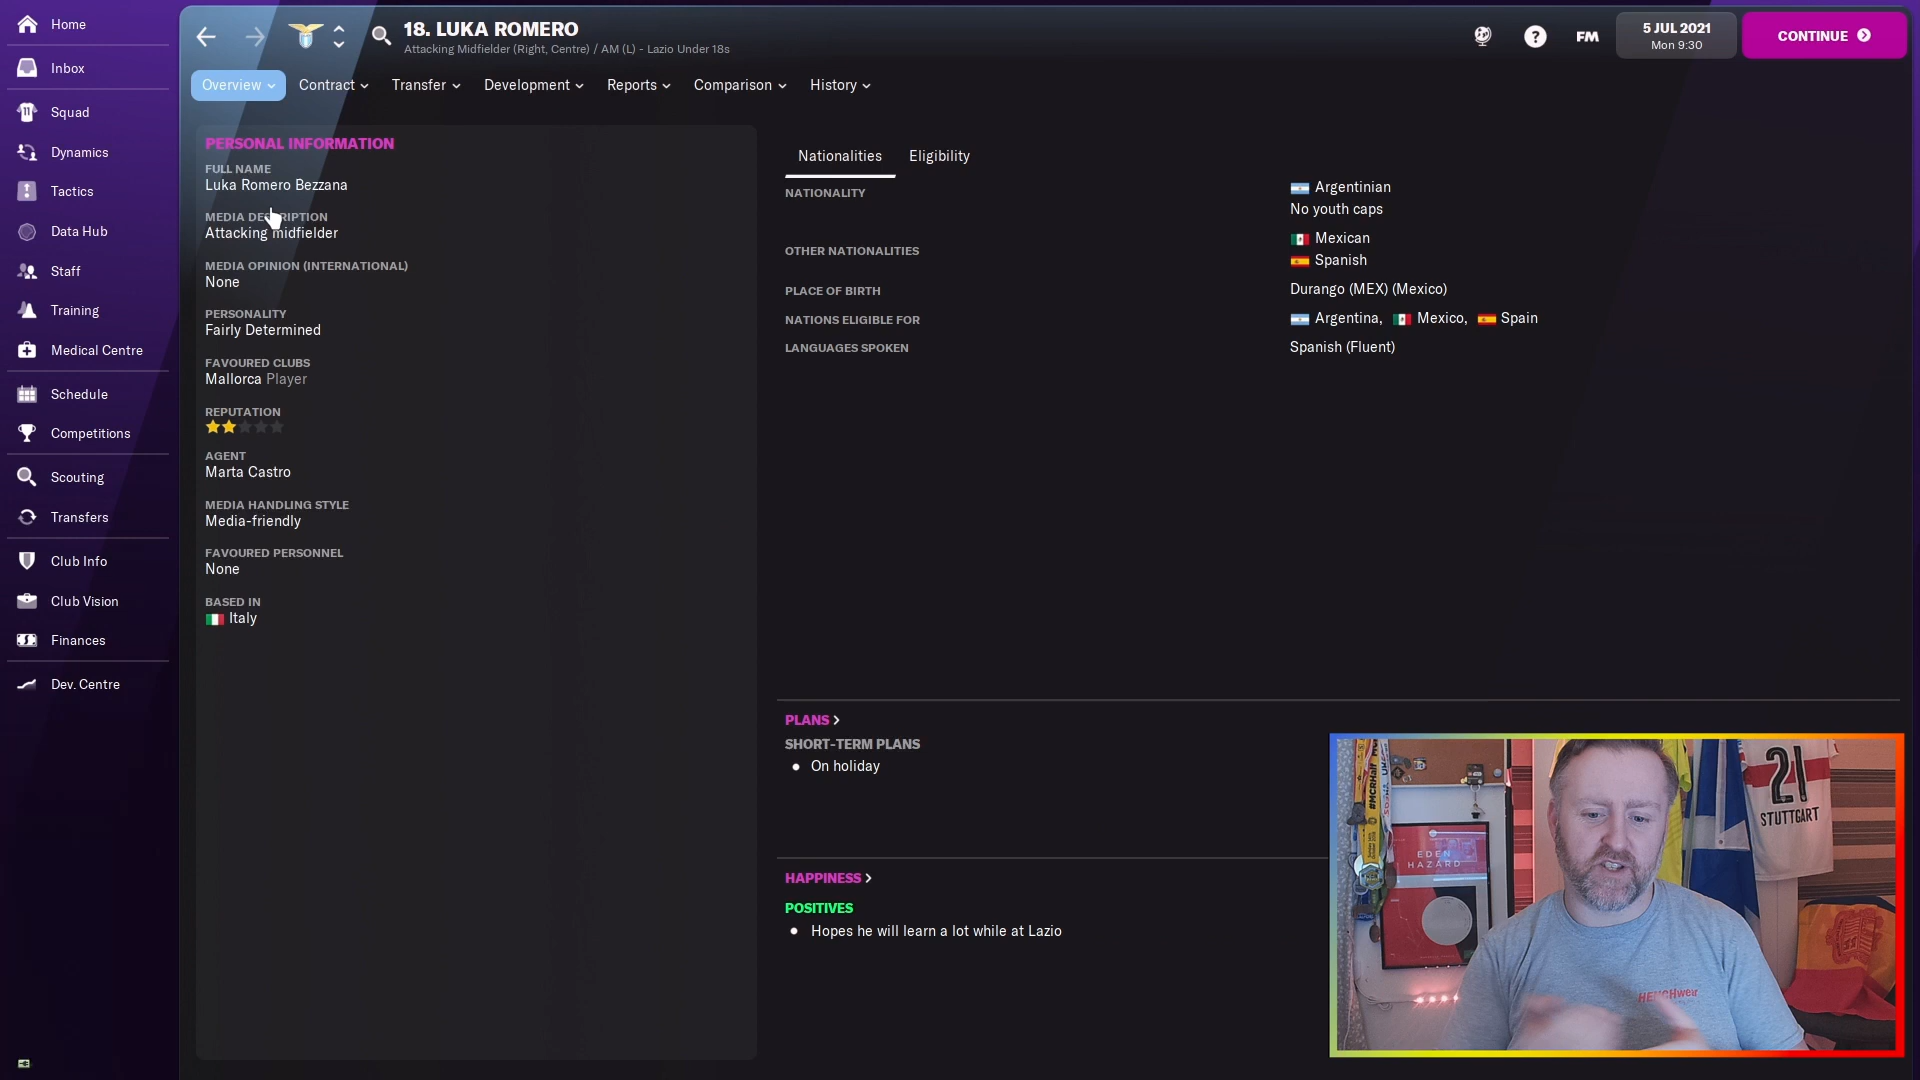 Home
Inbox
Squad
Dynamics
Tactics
Data Hub
Staff
Training
Medical Centre
Schedule
Competitions
Scouting
Transfers
Club Info
Club Vision
Finances
Dev. Centre
18. LUKA ROMERO
Attacking Midfielder (Right, Centre) / AM (L) - Lazio Under 18s
FM
5 JUL 2021
Mon 9:30
CONTINUE
Overview
Contract
Transfer
Development
Reports
Comparison
History
PERSONAL INFORMATION
FULL NAME
Luka Romero Bezzana
MEDIA DESCRIPTION
Attacking midfielder
MEDIA OPINION (INTERNATIONAL)
None
PERSONALITY
Fairly Determined
FAVOURED CLUBS
Mallorca Player
REPUTATION
AGENT
Marta Castro
MEDIA HANDLING STYLE
Media-friendly
FAVOURED PERSONNEL
None
BASED IN
Italy
Nationalities
Eligibility
NATIONALITY
Argentinian
No youth caps
OTHER NATIONALITIES
Mexican
Spanish
PLACE OF BIRTH
Durango (MEX) (Mexico)
NATIONS ELIGIBLE FOR
Argentina, Mexico, Spain
LANGUAGES SPOKEN
Spanish (Fluent)
PLANS
SHORT-TERM PLANS
On holiday
HAPPINESS
POSITIVES
Hopes he will learn a lot while at Lazio
#MCRHalf
EDEN
HAZARD
21
STUTTGART
HENCHwear